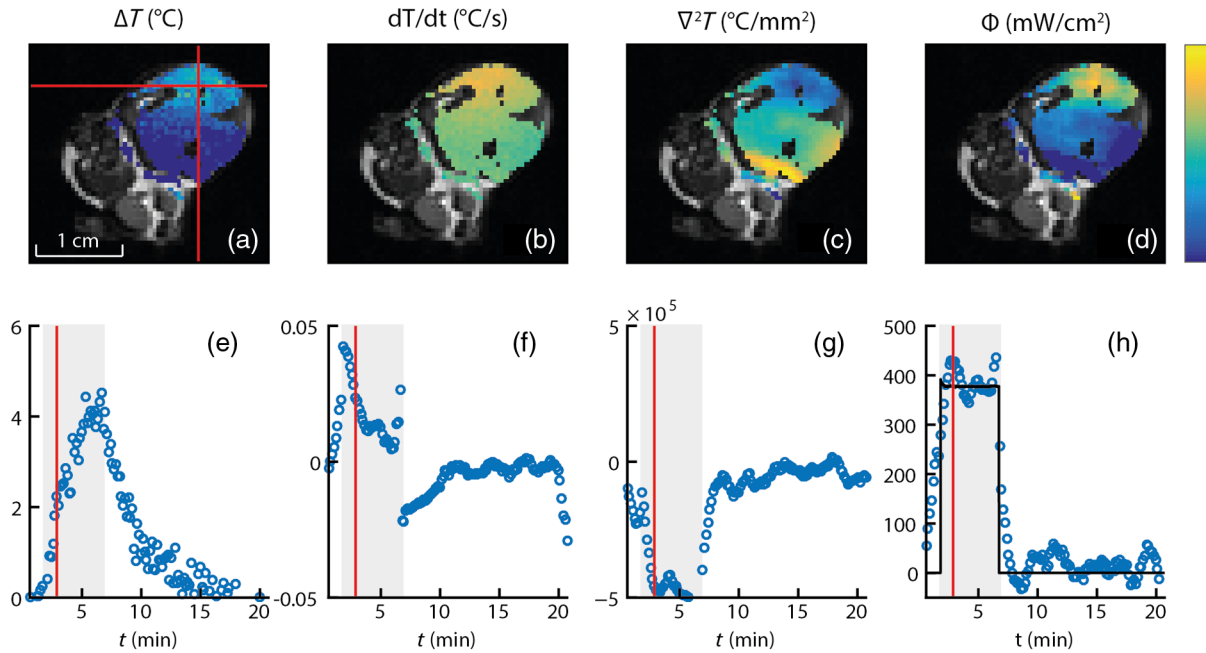 ΔT (°C) dT/dt (°C/s) ∇²T (°C/mm²) Φ (mW/cm²)
1 cm (a) (b) (c) (d)
6 0.05 5 × 10⁵ 500
(e) (f) (g) (h)
400
4
300
0 0
200
2
100
0
0 -0.05 −5
5 10 15 20 5 10 15 20 5 10 15 20 5 10 15 20
t (min) t (min) t (min) t (min)